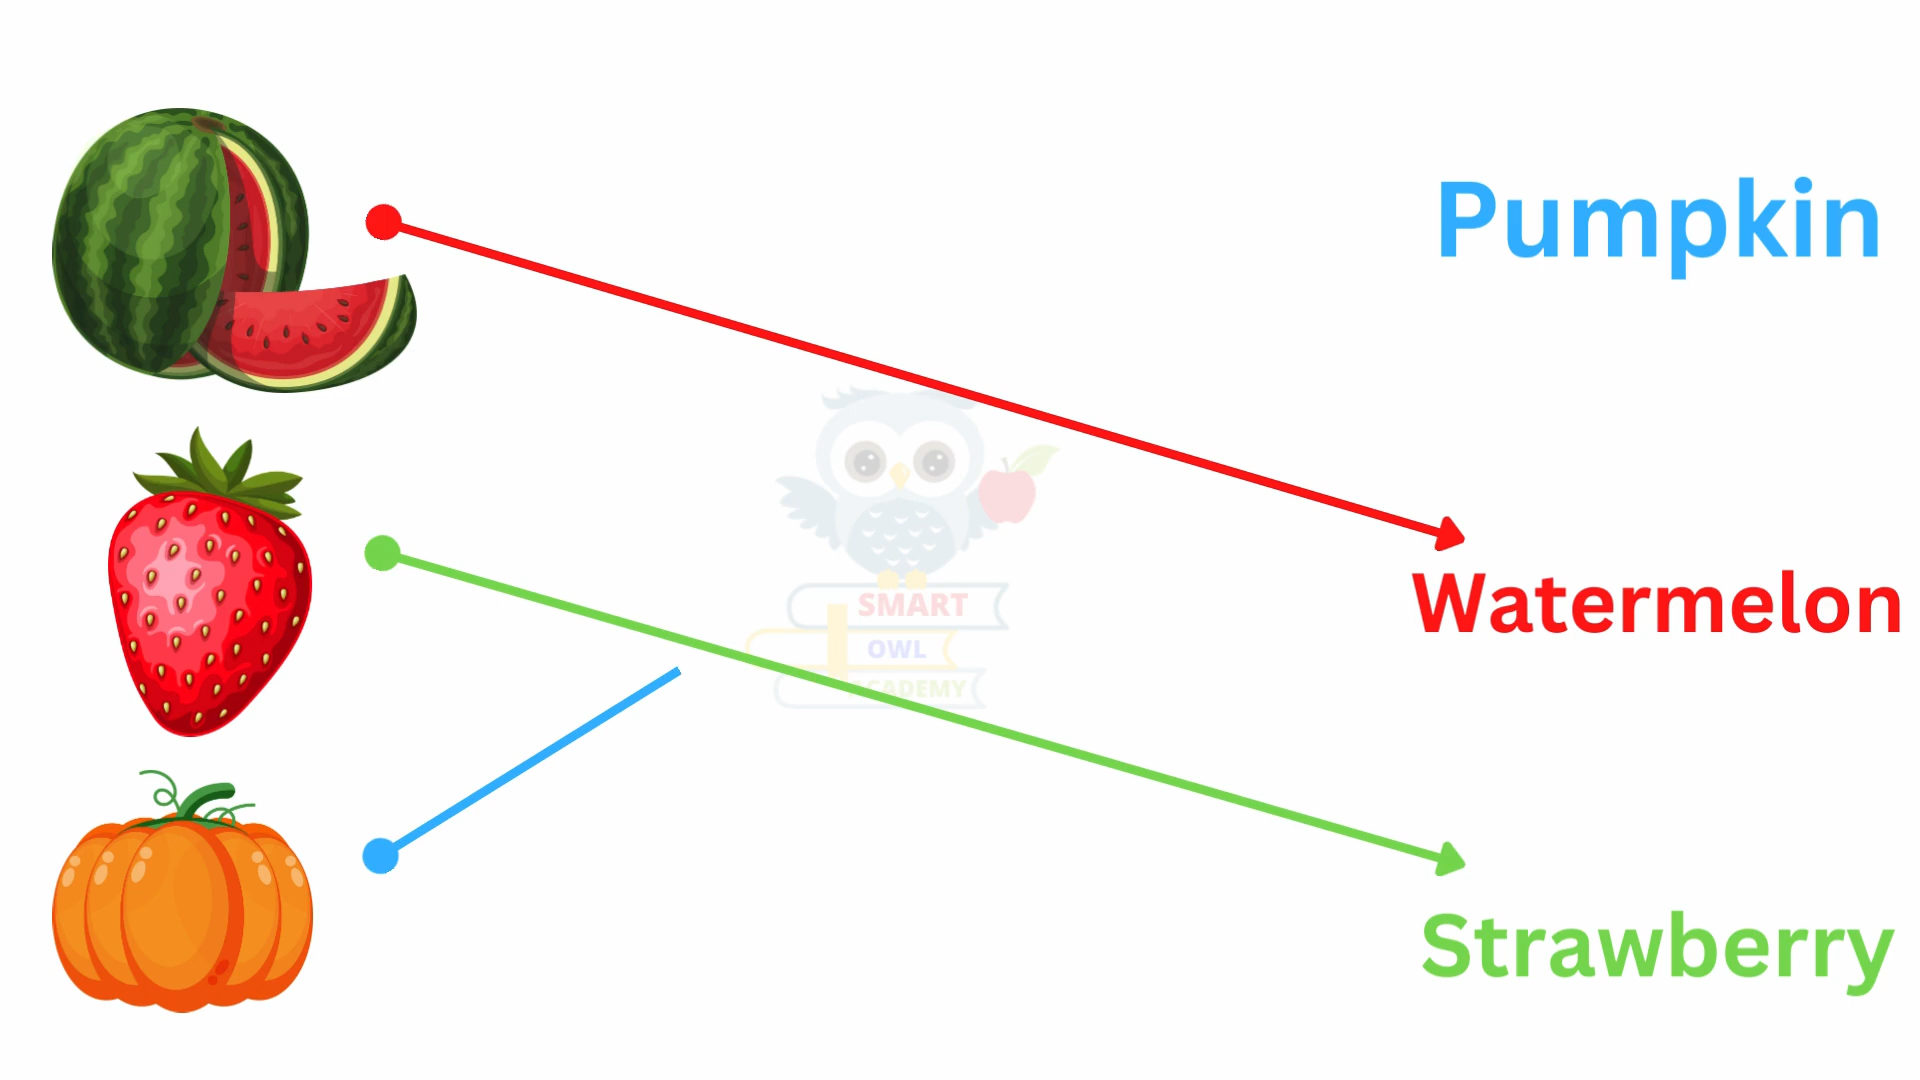 Pumpkin
Watermelon
Strawberry
SMART
OWL
ACADEMY